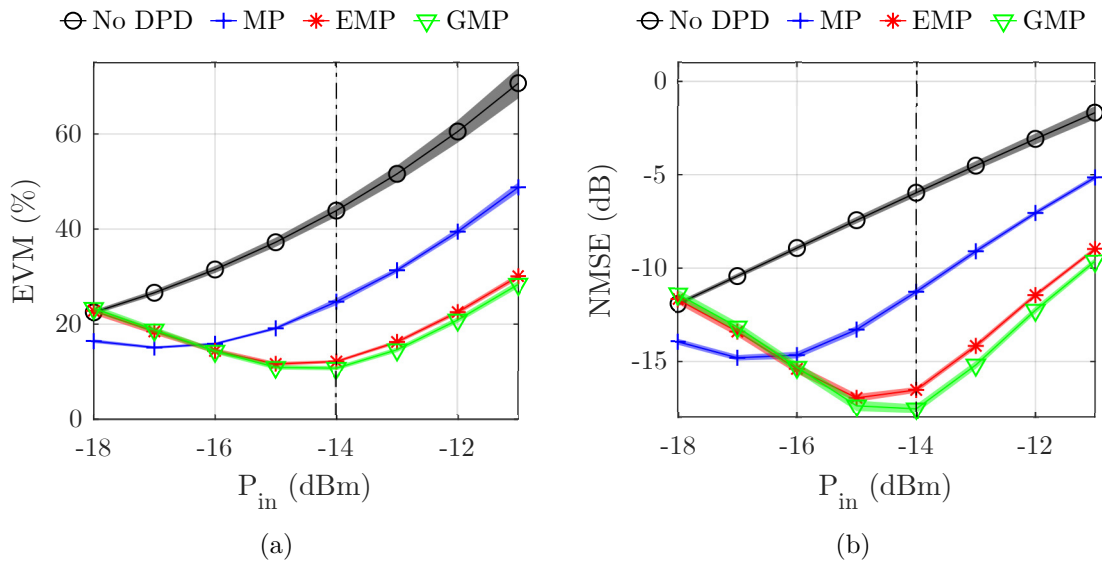 No DPD MP EMP GMP
EVM (%)
60
40
20
0
-18 -16 -14 -12
P_in (dBm)
(a)
No DPD MP EMP GMP
NMSE (dB)
0
-5
-10
-15
-18 -16 -14 -12
P_in (dBm)
(b)